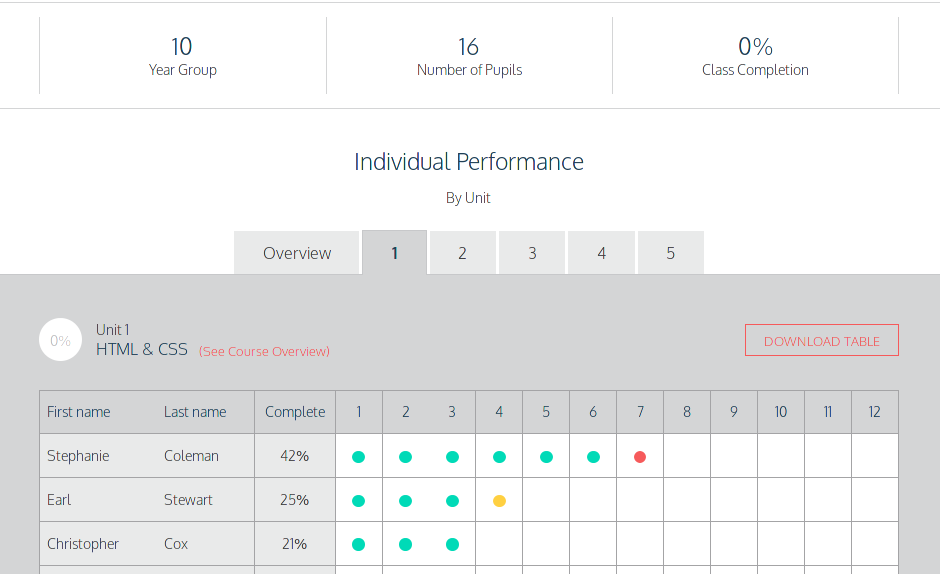 10 16 0%
Year Group Number of Pupils Class Completion
Individual Performance
By Unit
Overview 1 2 3 4 5
0% Unit 1
HTML & CSS (See Course Overview) DOWNLOAD TABLE
First name Last name Complete 1 2 3 4 5 6 7 8 9 10 11 12
Stephanie Coleman 42%
Earl Stewart 25%
Christopher Cox 21%